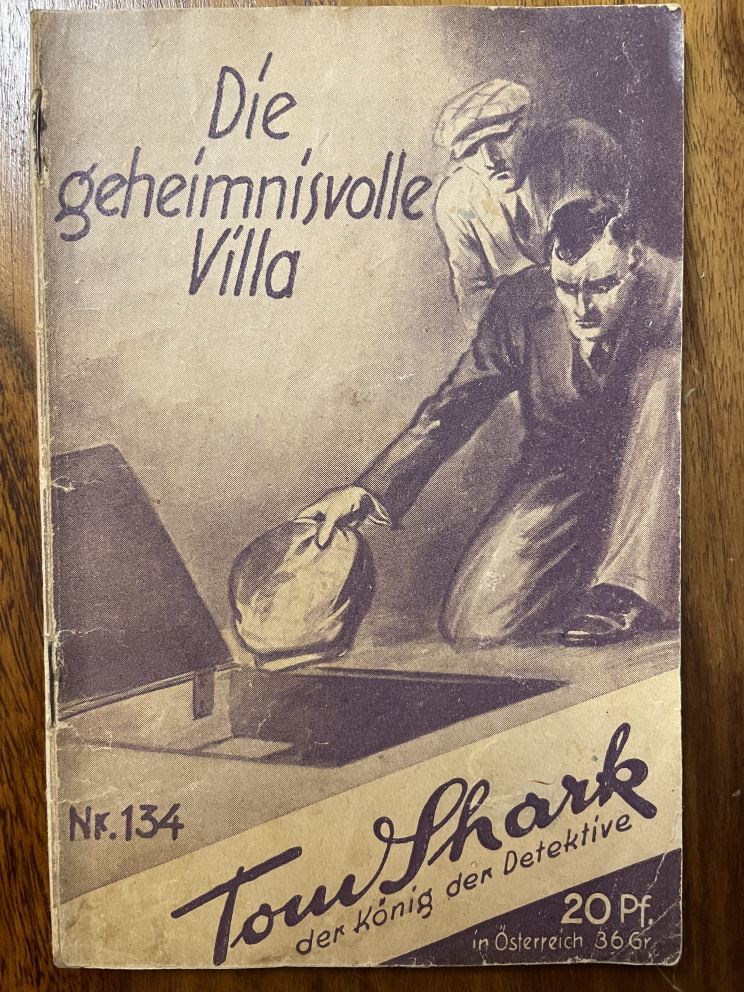 Die
geheimnisvolle
Villa
Nr. 134
Tom Shark
der König der Detektive
20 Pf.
in Österreich 36 Gr.